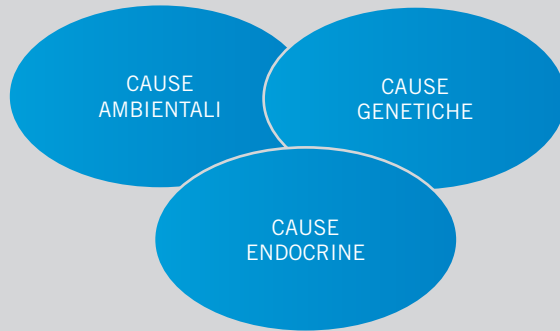 CAUSE
AMBIENTALI
CAUSE
GENETICHE
CAUSE
ENDOCRINE